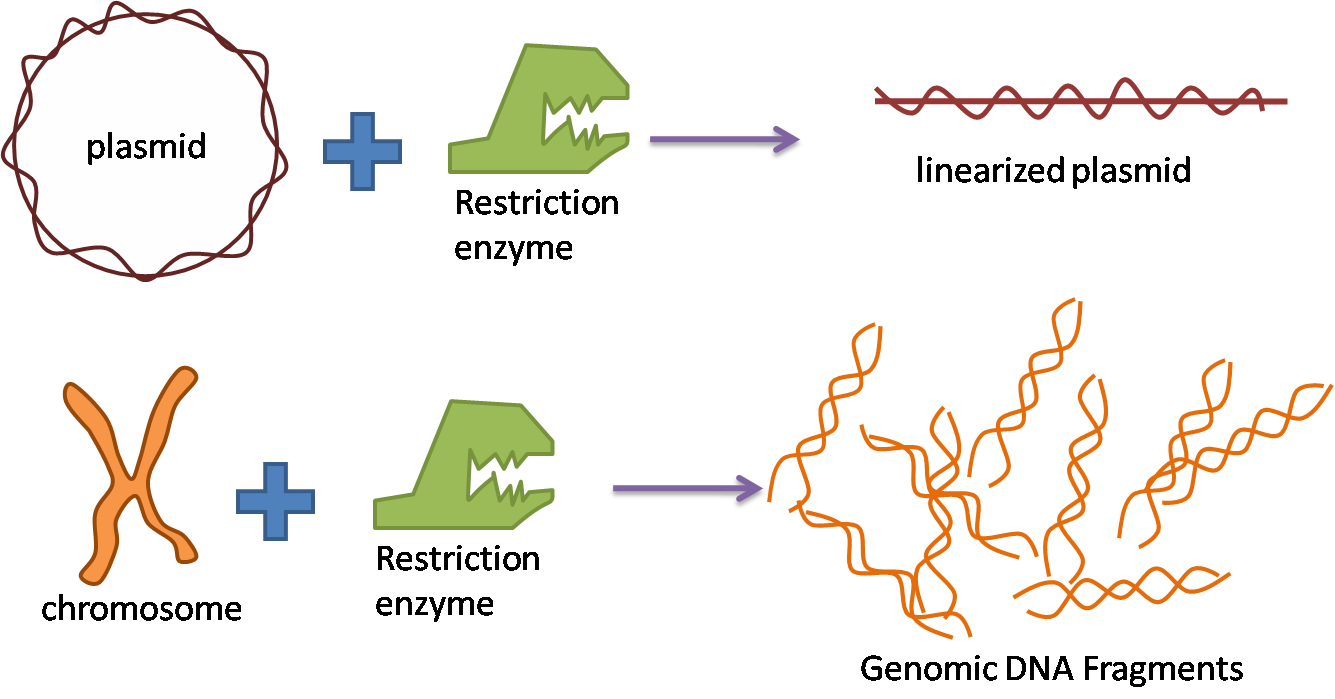 plasmid
Restriction
enzyme
linearized plasmid
chromosome
Restriction
enzyme
Genomic DNA Fragments